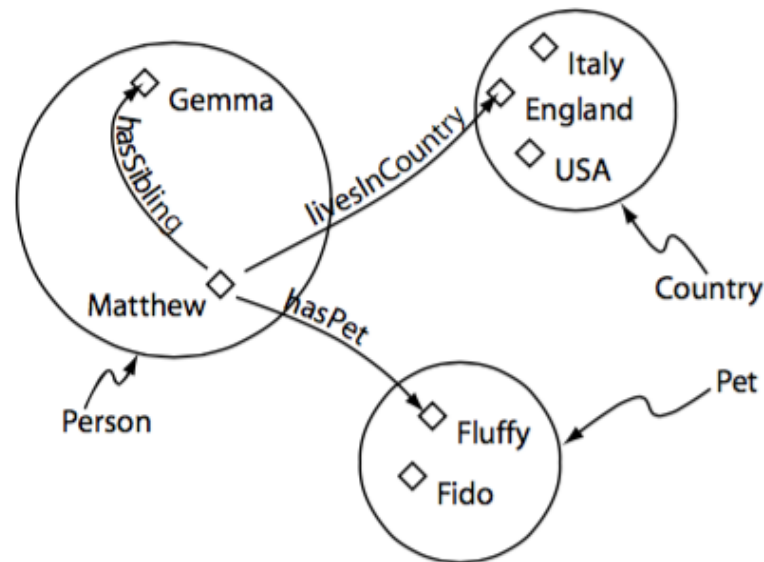 Italy
Gemma
England
hasSibling
livesInCountry
USA
Matthew
hasPet
Country
Person
Pet
Fluffy
Fido